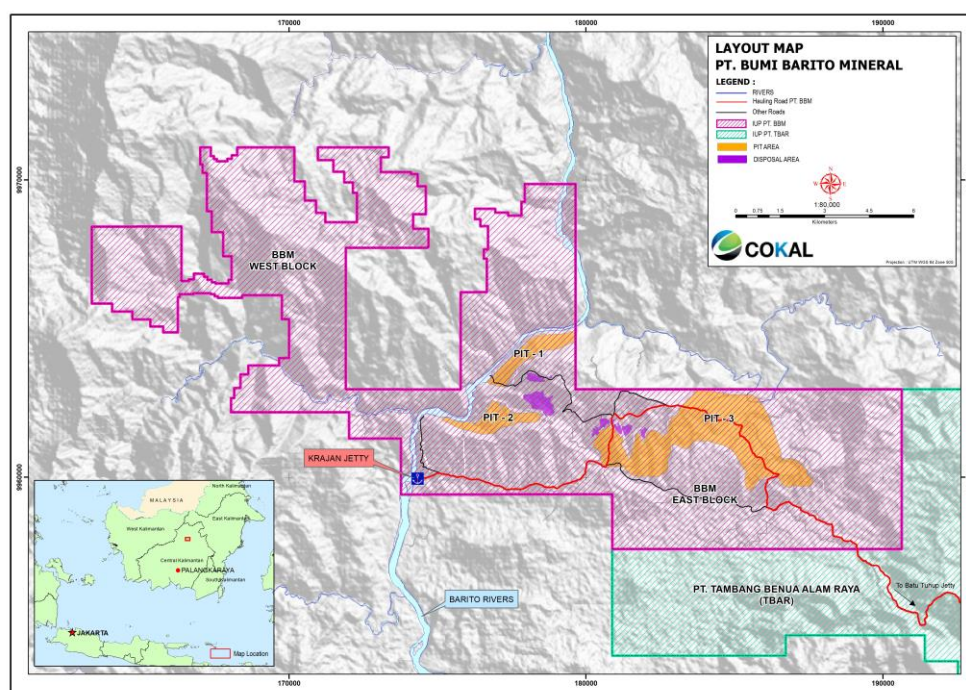 170000
180000
190000
9970000
9970000
9960000
9960000
170000
180000
190000
LAYOUT MAP
PT. BUMI BARITO MINERAL
LEGEND :
RIVERS
Hauling Road PT. BBM
Other Roads
IUP PT. BBM
IUP PT. TBAR
PIT AREA
DISPOSAL AREA
N
W
E
S
1:80,000
0 0.75 1.5 3 4.5 6
Kilometers
COKAL
BBM
WEST BLOCK
PIT - 1
PIT - 2
PIT - 3
KRAJAN JETTY
BBM
EAST BLOCK
BARITO RIVERS
PT. TAMBANG BENUA ALAM RAYA
(TBAR)
To Batu Tuhup Jetty
MALAYSIA
North Kalimantan
East Kalimantan
West Kalimantan
Central Kalimantan
PALANGKARAYA
South Kalimantan
JAKARTA
Map Location